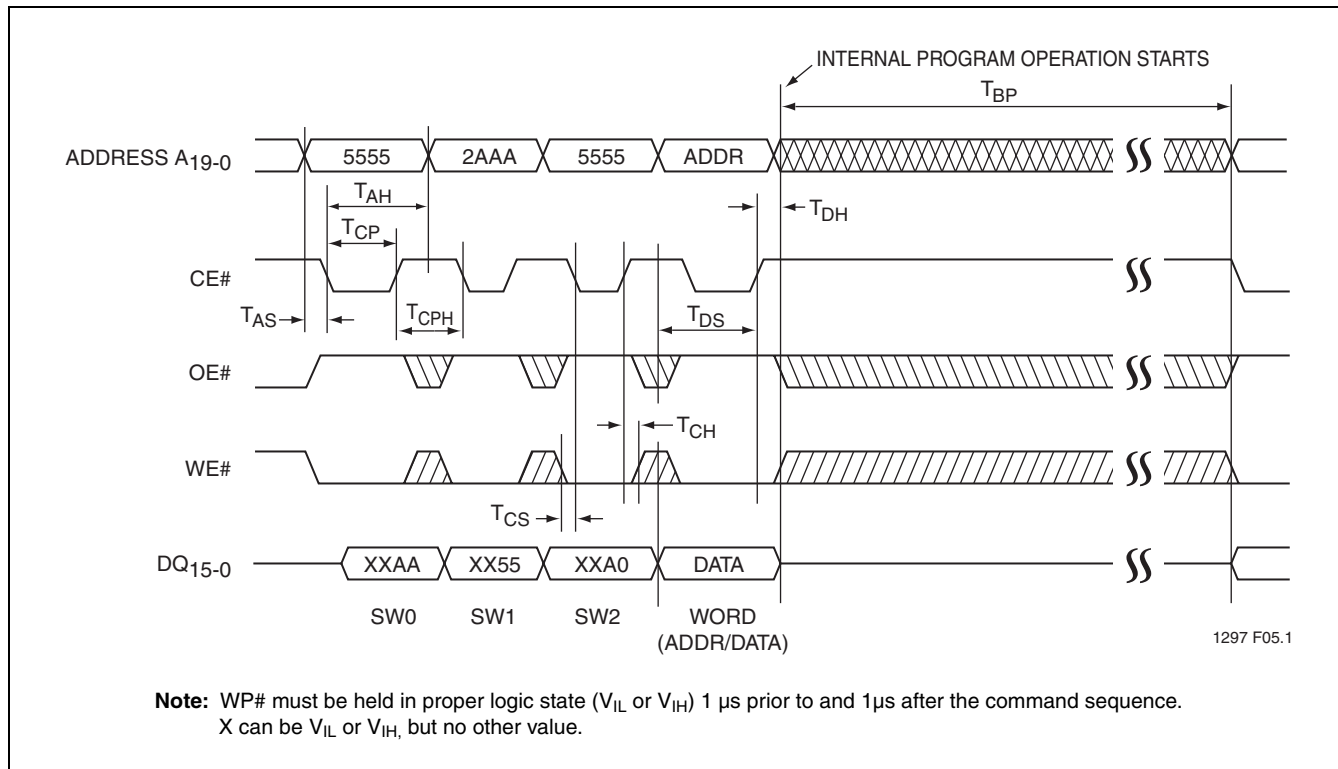 INTERNAL PROGRAM OPERATION STARTS
TBP
ADDRESS A19-0
5555
2AAA
5555
ADDR
TAH
TDH
TCP
CE#
TAS
TCPH
TDS
OE#
TCH
WE#
TCS
DQ15-0
XXAA
XX55
XXA0
DATA
SW0
SW1
SW2
WORD
(ADDR/DATA)
1297 F05.1
Note: WP# must be held in proper logic state (VIL or VIH) 1 µs prior to and 1µs after the command sequence.
X can be VIL or VIH, but no other value.